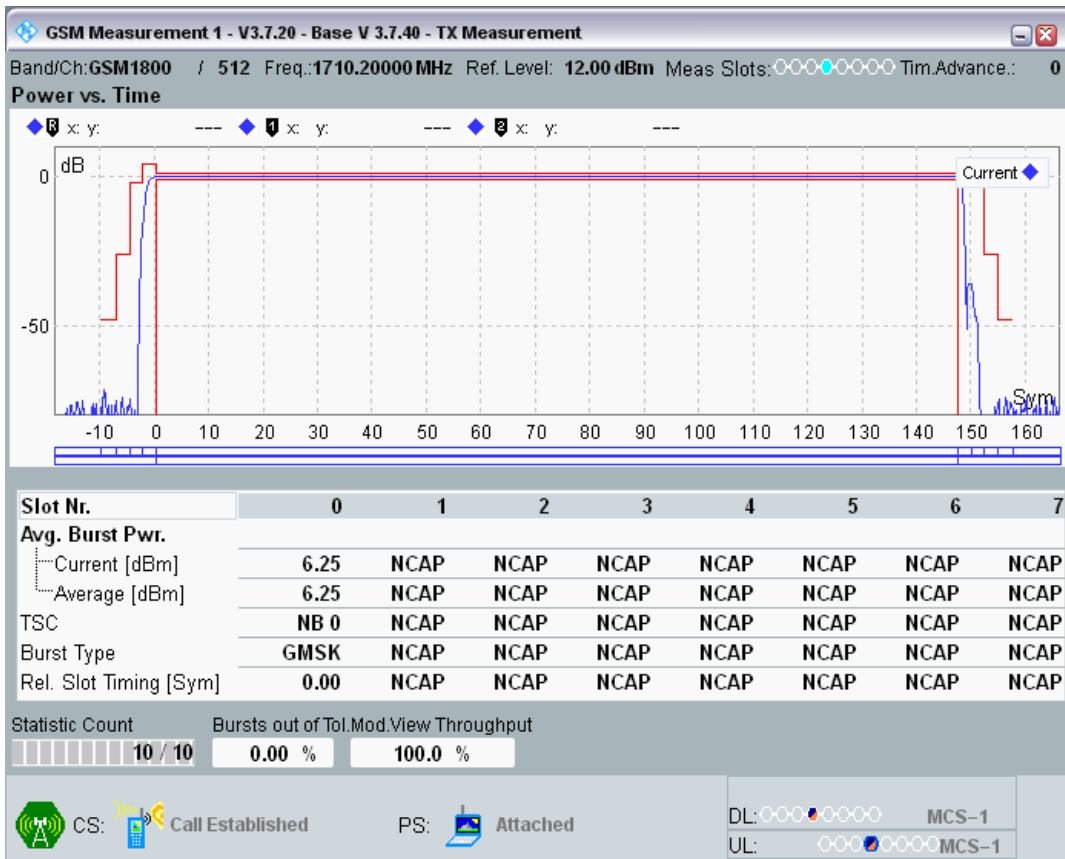 GSM Measurement 1 - V3.7.20 - Base V 3.7.40 - TX Measurement
Band/Ch:GSM1800 / 512 Freq.:1710.20000 MHz Ref. Level: 12.00 dBm Meas Slots: Tim.Advance.: 0
Power vs. Time
R x: y: --- 1 x: y: --- 2 x: y: ---
dB
Current
0
-50
Sym
-10 0 10 20 30 40 50 60 70 80 90 100 110 120 130 140 150 160
Slot Nr. 0 1 2 3 4 5 6 7
Avg. Burst Pwr.
Current [dBm] 6.25 NCAP NCAP NCAP NCAP NCAP NCAP NCAP
Average [dBm] 6.25 NCAP NCAP NCAP NCAP NCAP NCAP NCAP
TSC NB 0 NCAP NCAP NCAP NCAP NCAP NCAP NCAP
Burst Type GMSK NCAP NCAP NCAP NCAP NCAP NCAP NCAP
Rel. Slot Timing [Sym] 0.00 NCAP NCAP NCAP NCAP NCAP NCAP NCAP
Statistic Count Bursts out of Tol.Mod.View Throughput
10 / 10 0.00 % 100.0 %
CS: Call Established PS: Attached
DL: MCS-1
UL: MCS-1